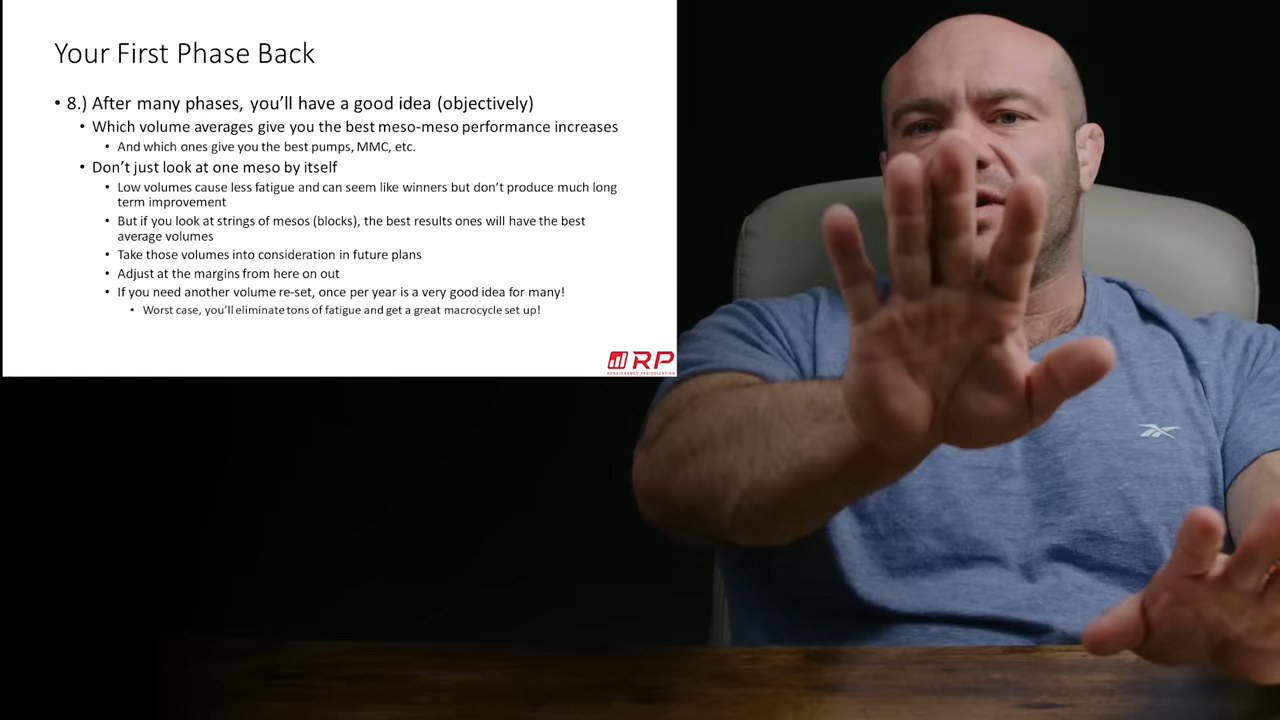 Your First Phase Back
• 8.) After many phases, you’ll have a good idea (objectively)
• Which volume averages give you the best meso-meso performance increases
• And which ones give you the best pumps, MMC, etc.
• Don’t just look at one meso by itself
• Low volumes cause less fatigue and can seem like winners but don’t produce much long
term improvement
• But if you look at strings of mesos (blocks), the best results ones will have the best
average volumes
• Take those volumes into consideration in future plans
• Adjust at the margins from here on out
• If you need another volume re-set, once per year is a very good idea for many!
• Worst case, you’ll eliminate tons of fatigue and get a great macrocycle set up!
RP
RENAISSANCE PERIODIZATION